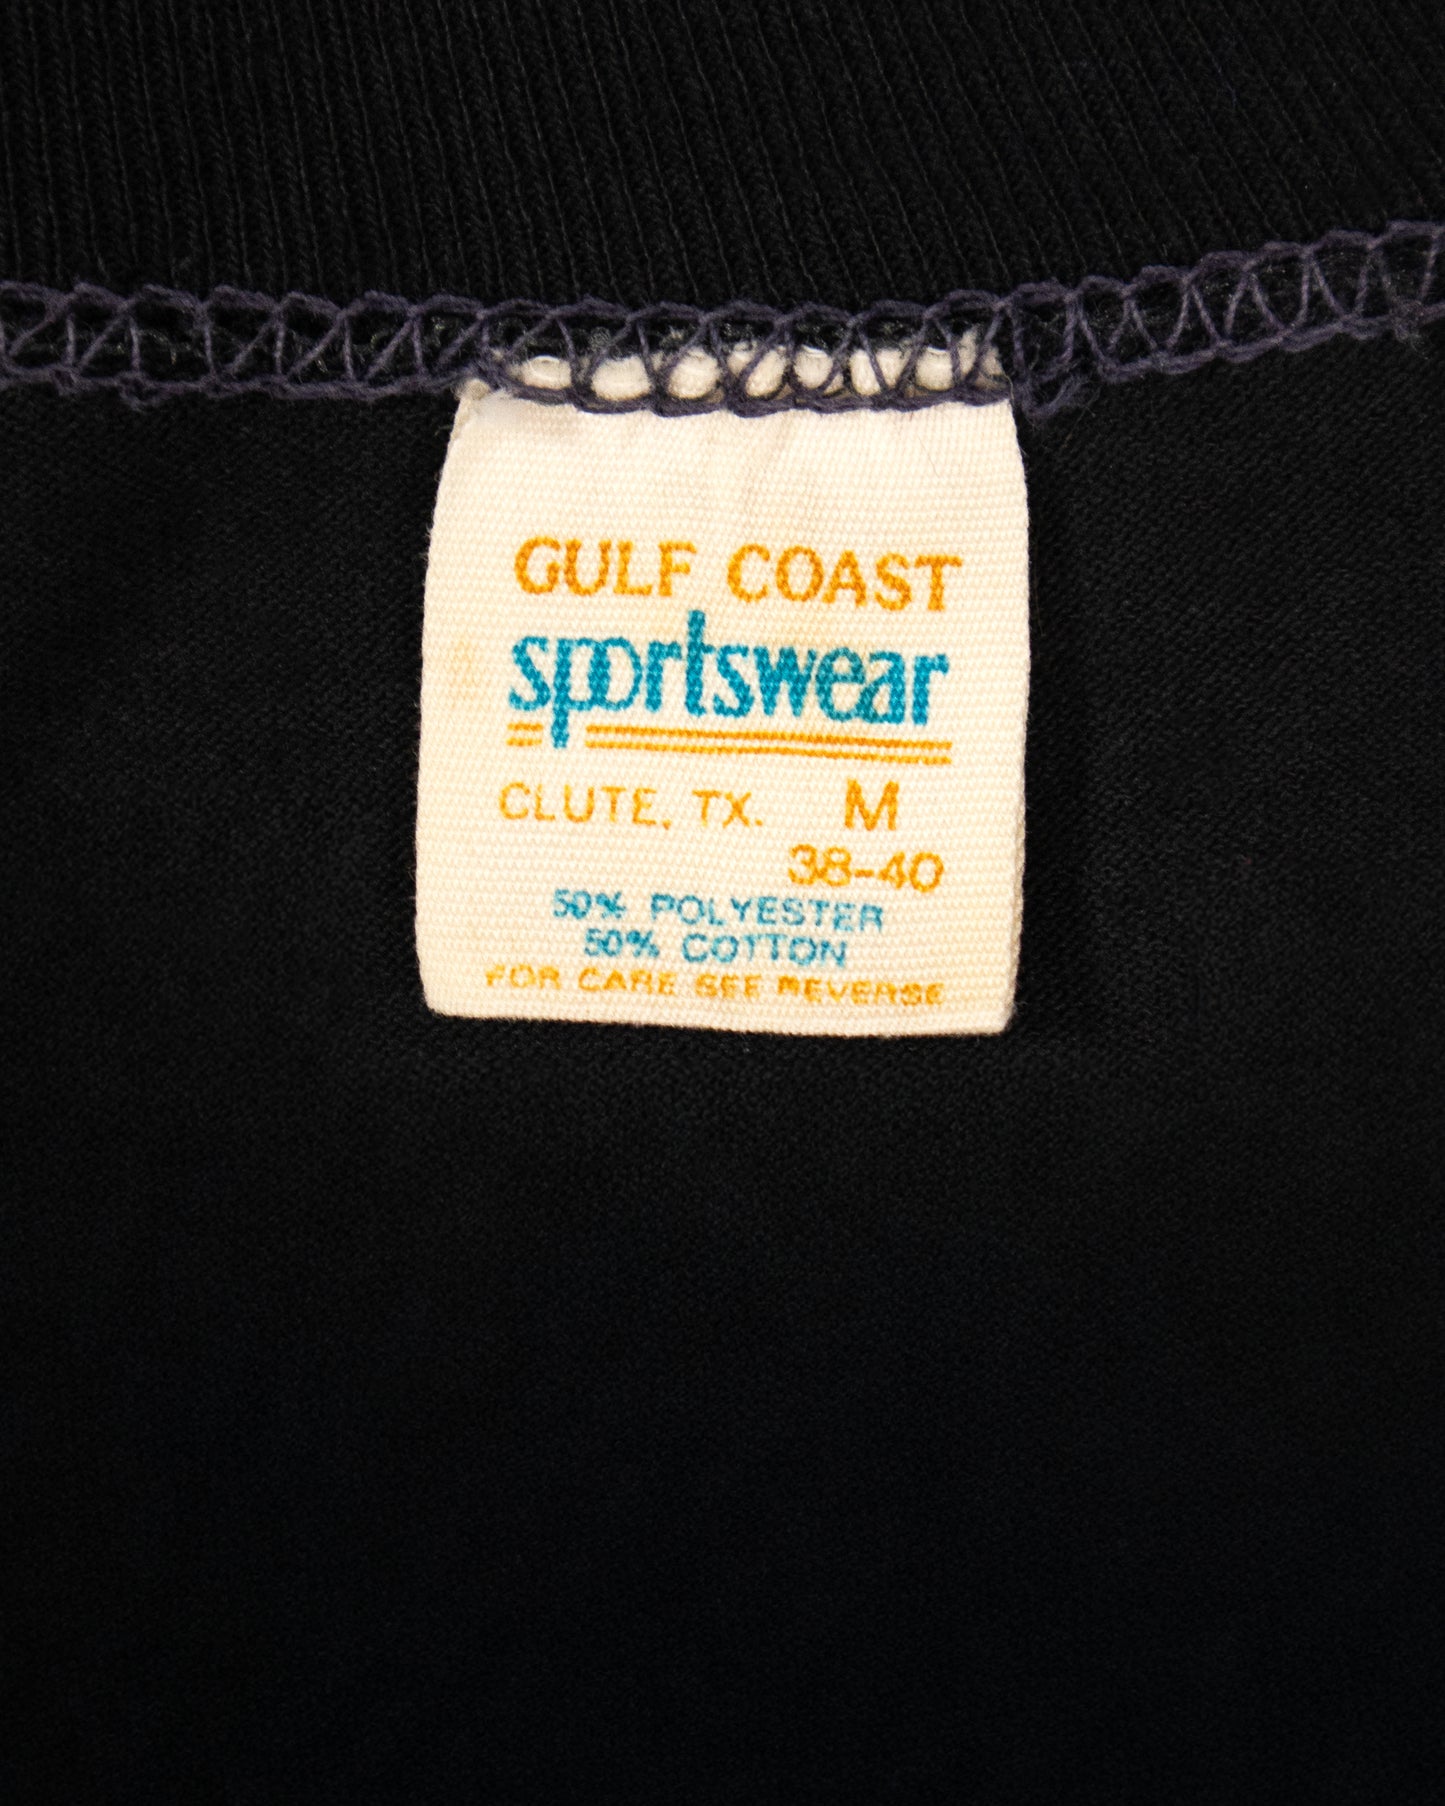 GULF COAST
sportswear
CLUTE, TX. M
38-40
50% POLYESTER
50% COTTON
FOR CARE SEE REVERSE